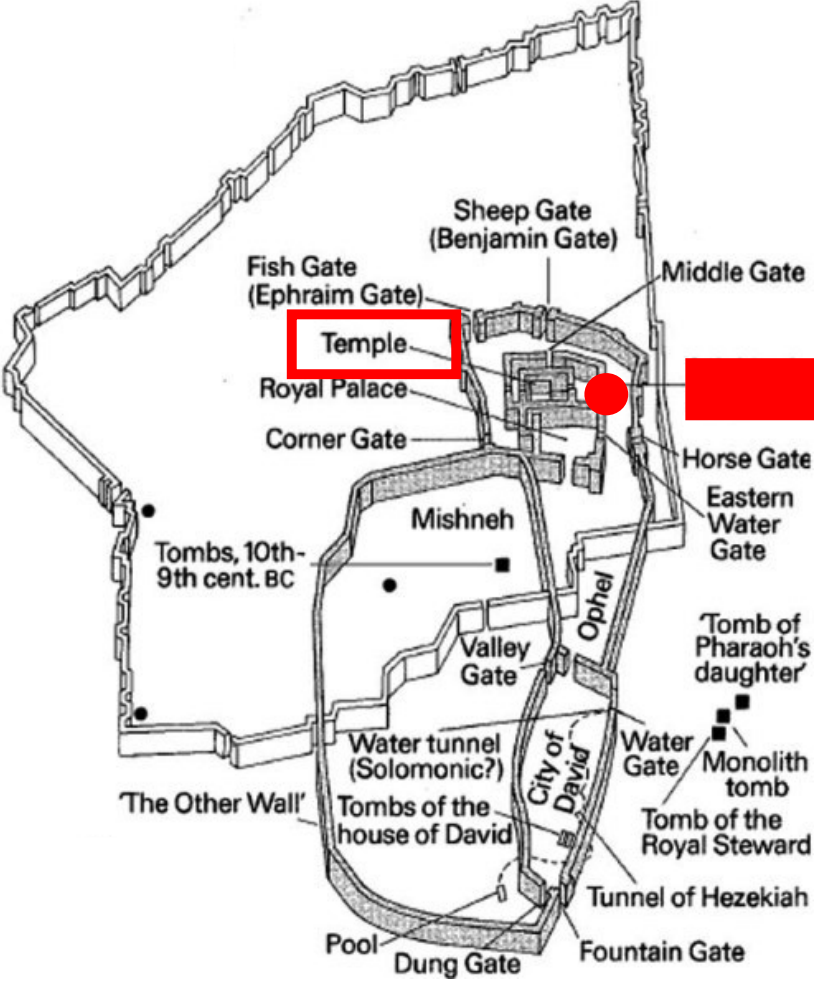 Sheep Gate
(Benjamin Gate)
Fish Gate
(Ephraim Gate)
Middle Gate
Temple
Royal Palace
Corner Gate
Horse Gate
Mishneh
Eastern
Water
Gate
Tombs, 10th-
9th cent. BC
Ophel
'Tomb of
Pharaoh's
daughter'
Valley
Gate
Water tunnel
(Solomonic?)
City of
David
Water
Gate
Monolith
tomb
'The Other Wall'
Tombs of the
house of David
Tomb of the
Royal Steward
Tunnel of Hezekiah
Pool
Dung Gate
Fountain Gate